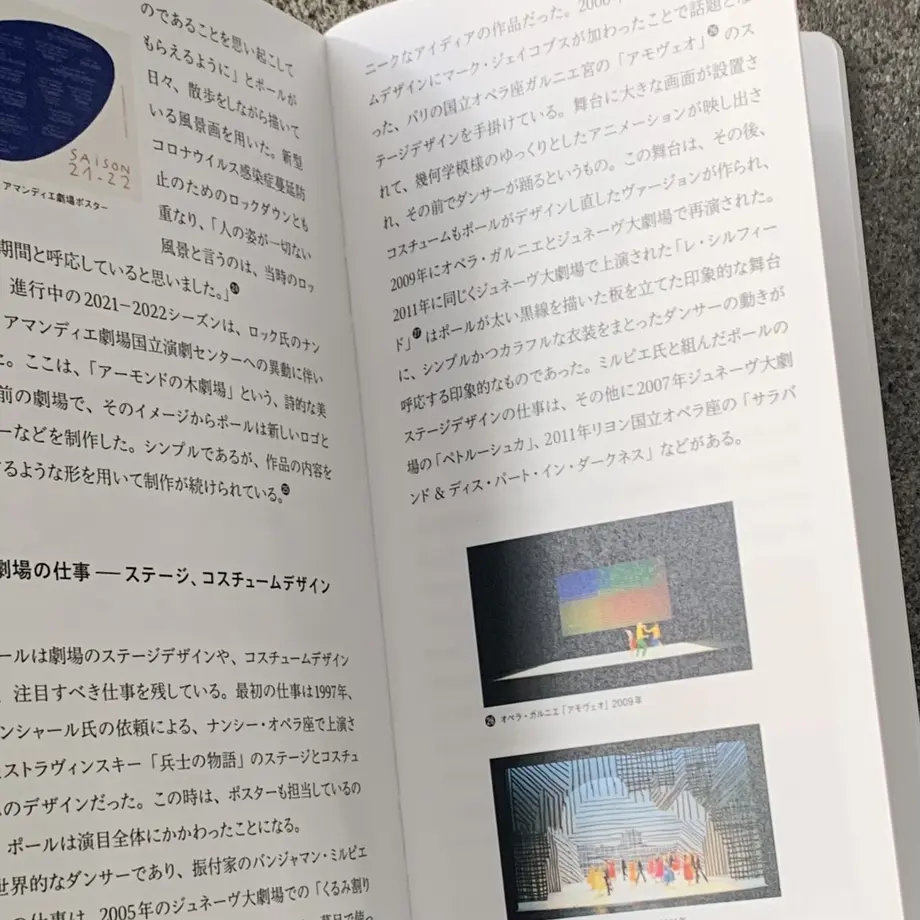 のであることを思い起こして
もらえるように」とポールが
日々、散歩をしながら描いて
いる風景画を用いた。新型
コロナウイルス感染症蔓延防
止のためのロックダウンとも
重なり、「人の姿が一切ない
風景と言うのは、当時のロッ
SAISON
21-22
アマンディエ劇場ポスター
期間と呼応していると思いました。」
進行中の2021−2022シーズンは、ロック氏のナン
アマンディエ劇場国立演劇センターへの異動に伴い
た。ここは、「アーモンドの木劇場」という、詩的な美
前の劇場で、そのイメージからポールは新しいロゴと
ーなどを制作した。シンプルであるが、作品の内容を
るような形を用いて制作が続けられている。㉕
劇場の仕事 ── ステージ、コスチュームデザイン
ールは劇場のステージデザインや、コスチュームデザイン
、注目すべき仕事を残している。最初の仕事は1997年、
ンシャール氏の依頼による、ナンシー・オペラ座で上演さ
ストラヴィンスキー「兵士の物語」のステージとコスチュ
のデザインだった。この時は、ポスターも担当しているの
、ポールは演目全体にかかわったことになる。
世界的なダンサーであり、振付家のバンジャマン・ミルピエ
の仕事は、2005年のジュネーヴ大劇場での「くるみ割り
ニークなアイディアの作品だった。
ムデザインにマーク・ジェイコブスが加わったことで話題とな
った、パリの国立オペラ座ガルニエ宮の「アモヴェオ」㉖のス
テージデザインを手掛けている。舞台に大きな画面が設置さ
れて、幾何学模様のゆっくりとしたアニメーションが映し出さ
れ、その前でダンサーが踊るというもの。この舞台は、その後、
コスチュームもポールがデザインし直したヴァージョンが作られ、
2009年にオペラ・ガルニエとジュネーヴ大劇場で再演された。
2011年に同じくジュネーヴ大劇場で上演された「レ・シルフィー
ド」㉗はポールが太い黒線を描いた板を立てた印象的な舞台
に、シンプルかつカラフルな衣装をまとったダンサーの動きが
呼応する印象的なものであった。ミルピエ氏と組んだポールの
ステージデザインの仕事は、その他に2007年ジュネーヴ大劇
場の「ペトルーシュカ」、2011年リヨン国立オペラ座の「サラバ
ンド & ディス・パート・イン・ダークネス」などがある。
㉖ オペラ・ガルニエ「アモヴェオ」2009年